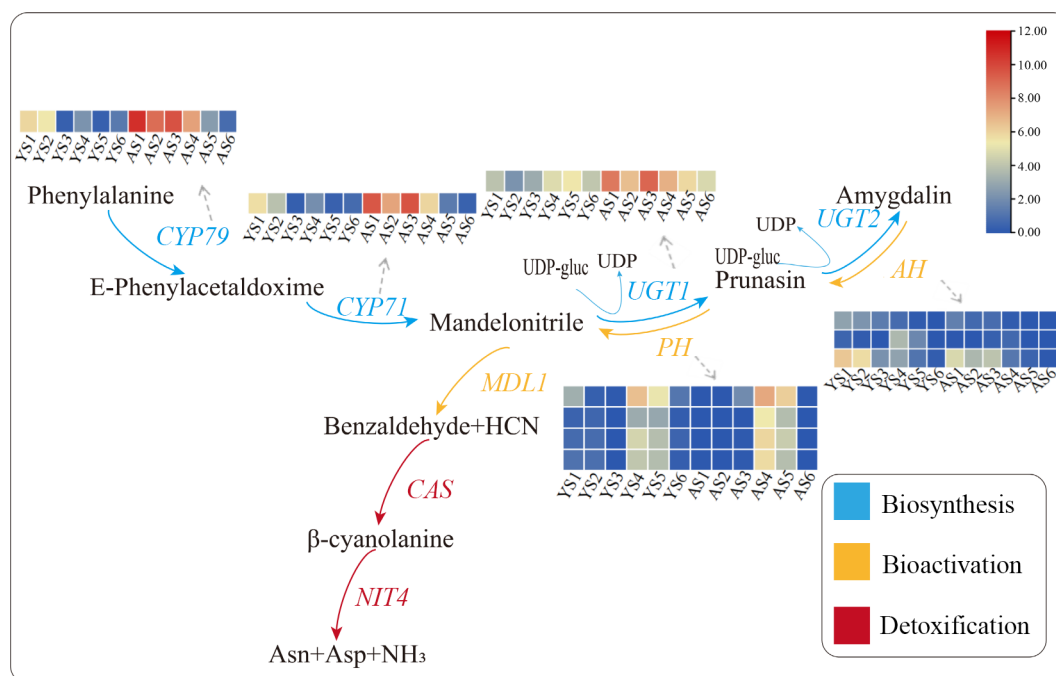 12.00
10.00
8.00
6.00
4.00
2.00
0.00
YS1 YS2 YS3 YS4 YS5 YS6 AS1 AS2 AS3 AS4 AS5 AS6
Phenylalanine
CYP79
E-Phenylacetaldoxime
YS1 YS2 YS3 YS4 YS5 YS6 AS1 AS2 AS3 AS4 AS5 AS6
CYP71
Mandelonitrile
YS1 YS2 YS3 YS4 YS5 YS6 AS1 AS2 AS3 AS4 AS5 AS6
UDP-gluc UDP
UGT1
PH
Prunasin
UDP-gluc
UDP
UGT2
Amygdalin
AH
YS1 YS2 YS3 YS4 YS5 YS6 AS1 AS2 AS3 AS4 AS5 AS6
YS1 YS2 YS3 YS4 YS5 YS6 AS1 AS2 AS3 AS4 AS5 AS6
MDL1
Benzaldehyde+HCN
CAS
β-cyanolanine
NIT4
Asn+Asp+NH₃
Biosynthesis
Bioactivation
Detoxification